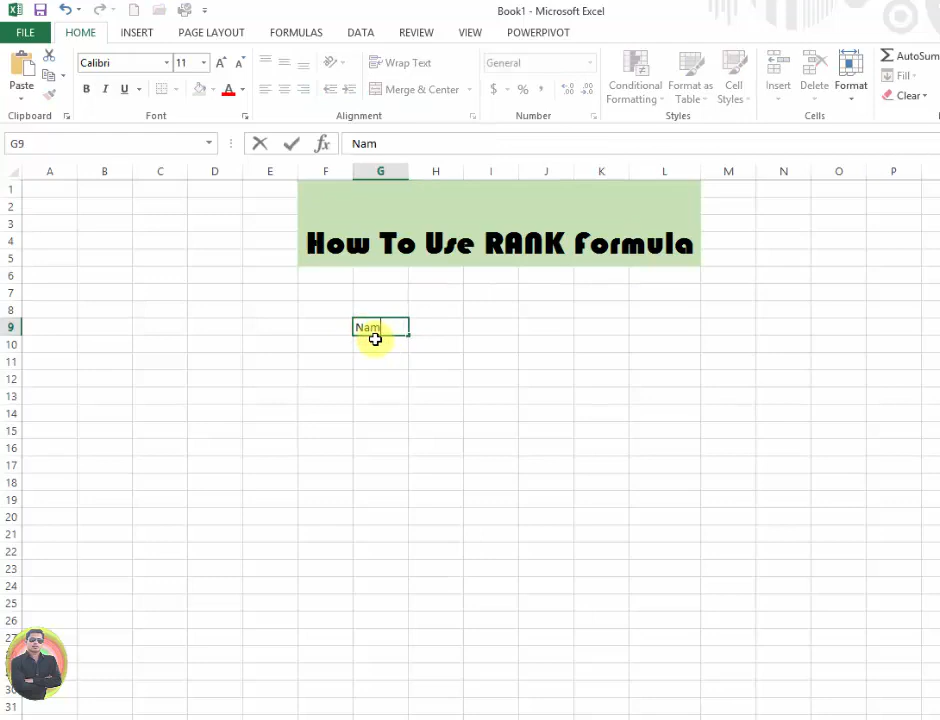 Book1 - Microsoft Excel
FILE HOME INSERT PAGE LAYOUT FORMULAS DATA REVIEW VIEW POWERPIVOT
Calibri 11 A A Wrap Text General AutoSum
Paste B I U A Merge & Center $ % , Conditional Formatting Format as Table Cell Styles Insert Delete Format Fill
Clear
Clipboard Font Alignment Number Styles Cells
G9 fx Nam
A B C D E F G H I J K L M N O P
1
2
3
4 How To Use RANK Formula
5
6
7
8
9 Nam
10
11
12
13
14
15
16
17
18
19
20
21
22
23
24
25
26
27
31